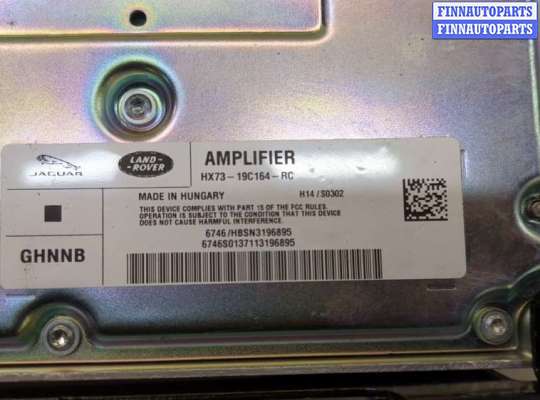 FINNAUTOPARTS
FINNAUTOPARTS
JAGUAR
LAND-
ROVER
AMPLIFIER
HX73-19C164-RC
MADE IN HUNGARY
H14/S0302
THIS DEVICE COMPLIES WITH PART 15 OF THE FCC RULES.
OPERATION IS SUBJECT TO THE CONDITION THAT THIS DEVICE
DOES NOT CAUSE HARMFUL INTERFERENCE.
6746/HBSN3196895
6746S0137113196895
GHNNB